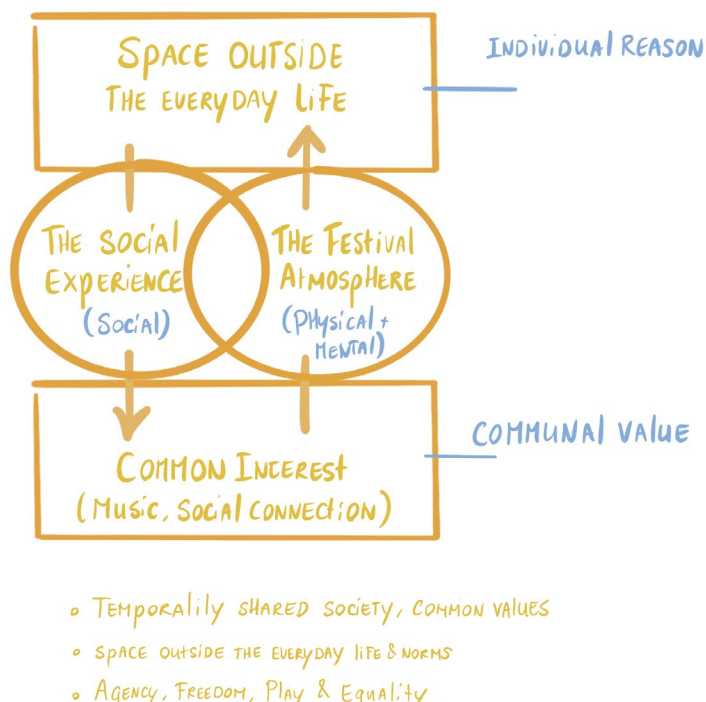 SPACE OUTSIDE
THE EVERYDAY LIFE
INDIVIDUAL REASON
THE SOCIAL
EXPERIENCE
(SOCIAL)
THE FESTIVAL
ATMOSPHERE
(PHYSICAL +
MENTAL)
COMMUNAL VALUE
COMMON INTEREST
(MUSIC, SOCIAL CONNECTION)
• TEMPORALILY SHARED SOCIETY, COMMON VALUES
• SPACE OUTSIDE THE EVERYDAY LIFE & NORMS
• AGENCY, FREEDOM, PLAY & EQUALITY